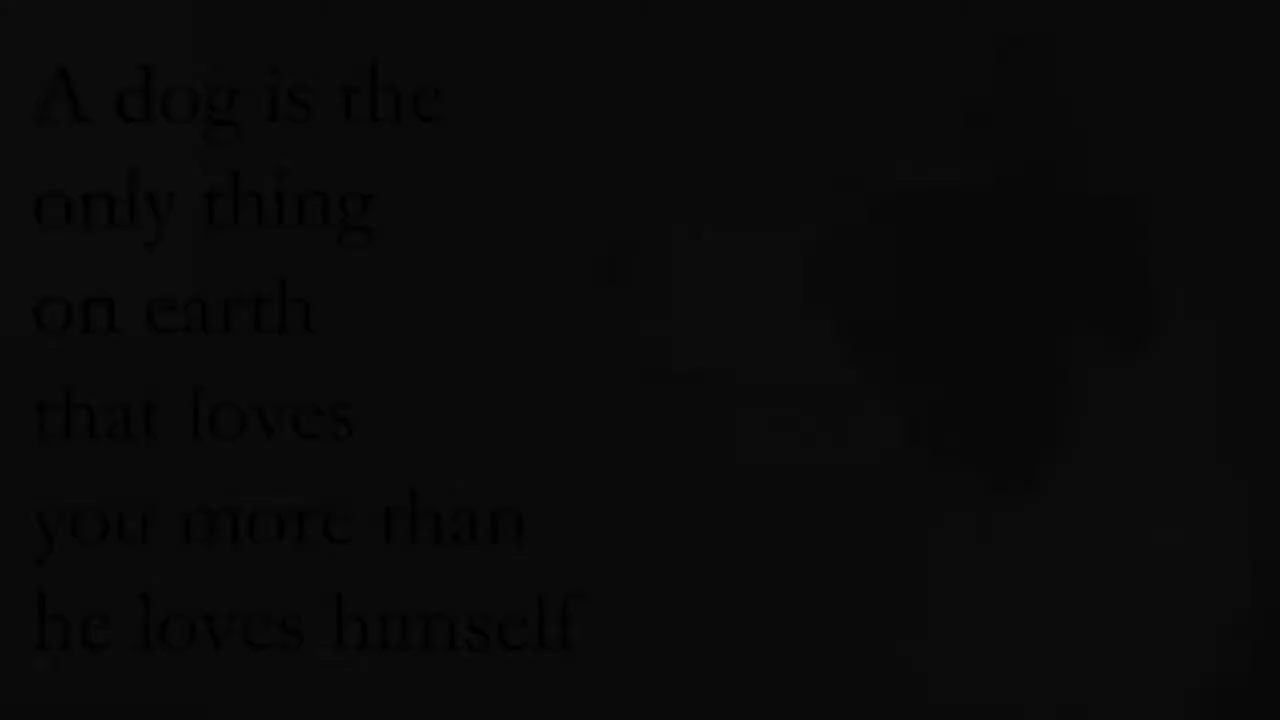 A dog is the
only thing
on earth
that loves
you more than
he loves himself